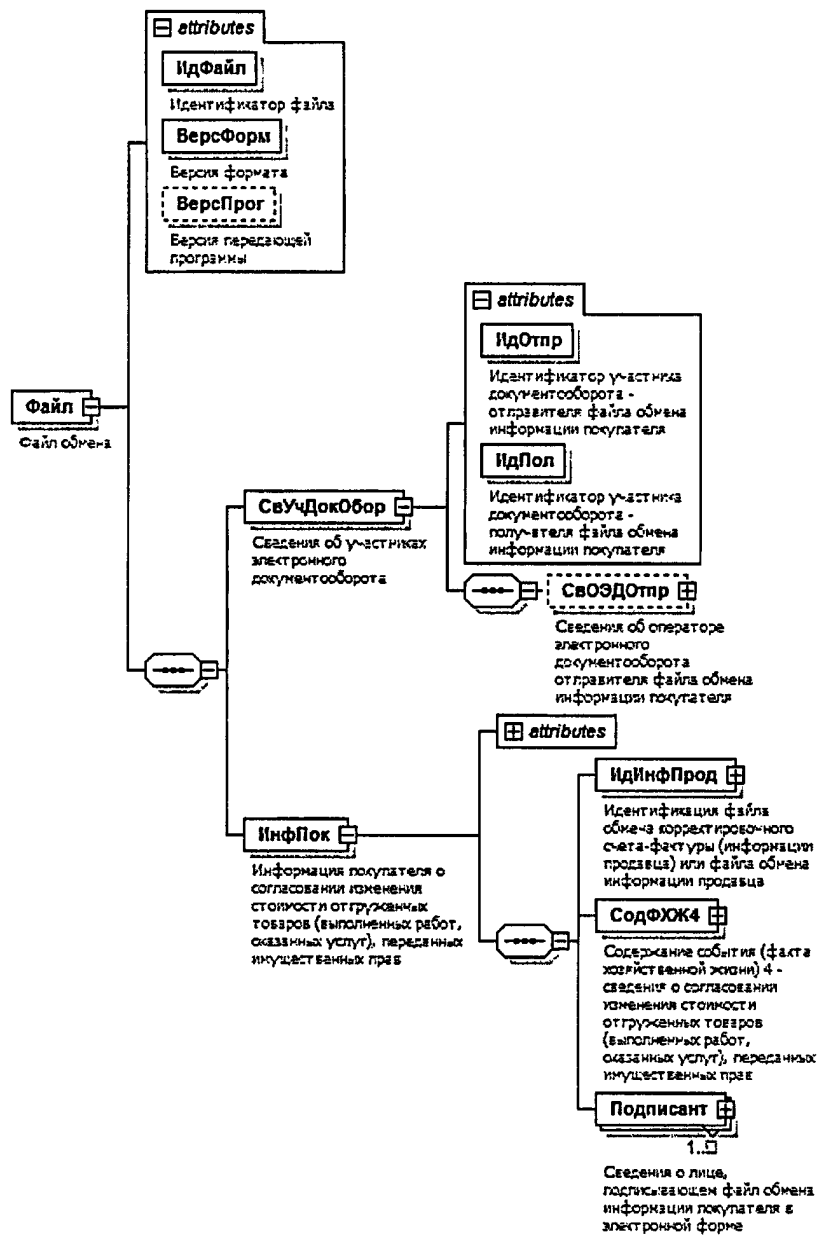 attributes
ИдФайл
Идентификатор файла
ВерсФорм
Версия формата
ВерсПрог
Версия передающей
программы
Файл
Файл обмена
attributes
ИдОтпр
Идентификатор участника
документооборота -
отправителя файла обмена
информации покупателя
ИдПол
Идентификатор участника
документооборота -
получателя файла обмена
информации покупателя
СвУчДокОбор
Сведения об участниках
электронного
документооборота
СвОЭДОтпр
Сведения об операторе
электронного
документооборота
отправителя файла обмена
информации покупателя
attributes
ИнфПок
Информация покупателя о
согласовании изменения
стоимости отгруженных
товаров (выполненных работ,
оказанных услуг), переданных
имущественных прав
ИдИнфПрод
Идентификация файла
обмена корректировочного
счета-фактуры (информации
продавца) или файла обмена
информации продавца
СодФХЖ4
Содержание события (факта
хозяйственной жизни) 4 -
сведения о согласовании
изменения стоимости
отгруженных товаров
(выполненных работ,
оказанных услуг), переданных
имущественных прав
Подписант
1..
Сведения о лице,
подписывающем файл обмена
информации покупателя в
электронной форме